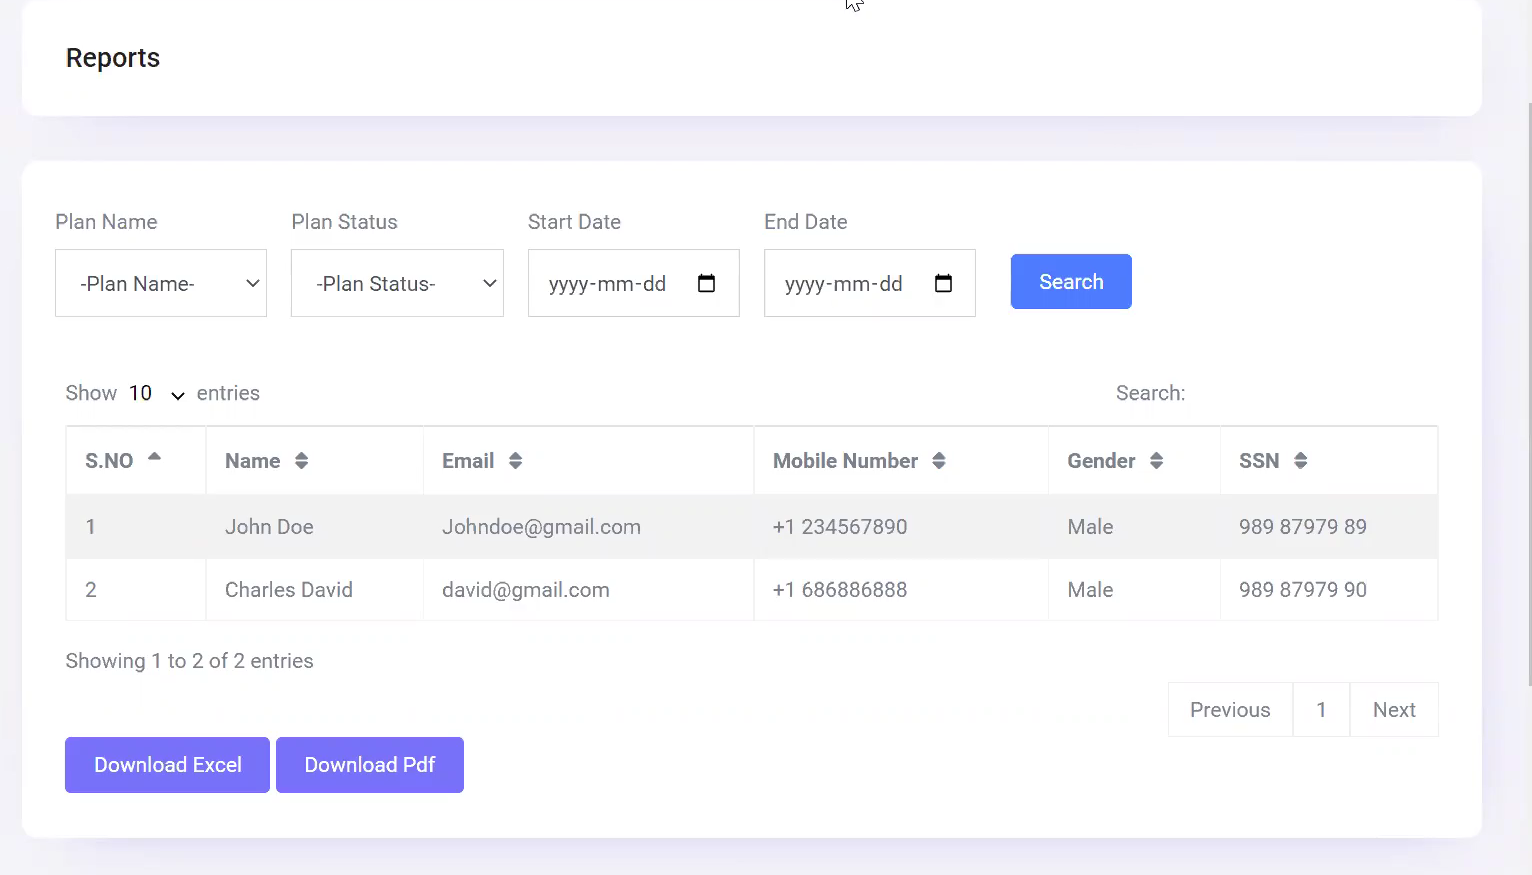 Reports
Plan Name Plan Status Start Date End Date
-Plan Name- -Plan Status- yyyy-mm-dd yyyy-mm-dd Search
Show 10 entries Search:
S.NO Name Email Mobile Number Gender SSN
1 John Doe Johndoe@gmail.com +1 234567890 Male 989 87979 89
2 Charles David david@gmail.com +1 686886888 Male 989 87979 90
Showing 1 to 2 of 2 entries
Previous 1 Next
Download Excel Download Pdf